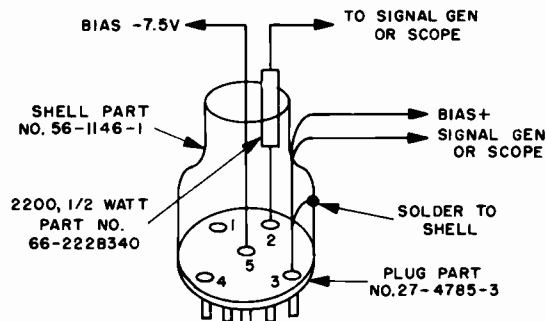 BIAS -7.5V
TO SIGNAL GEN
OR SCOPE
SHELL PART
NO. 56-1146-1
BIAS+
SIGNAL GEN
OR SCOPE
2200, 1/2 WATT
PART NO.
66-2228340
SOLDER TO
SHELL
1
2
5
4
3
PLUG PART
NO.27-4785-3